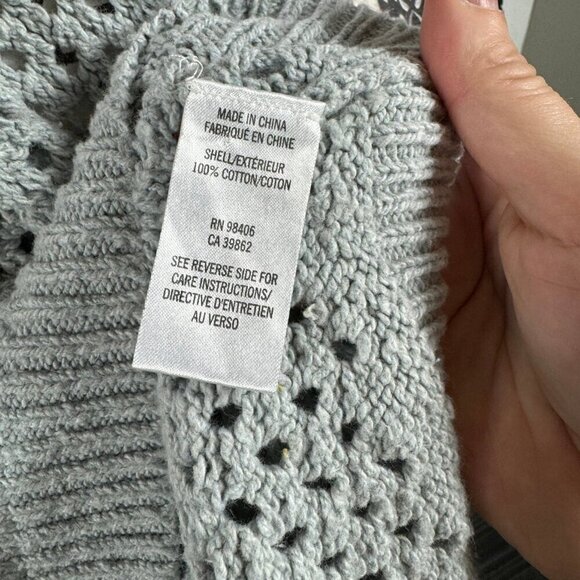 MADE IN CHINA
FABRIQUÉ EN CHINE
SHELL/EXTÉRIEUR
100% COTTON/COTON
RN 98406
CA 39862
SEE REVERSE SIDE FOR
CARE INSTRUCTIONS/
DIRECTIVE D'ENTRETIEN
AU VERSO